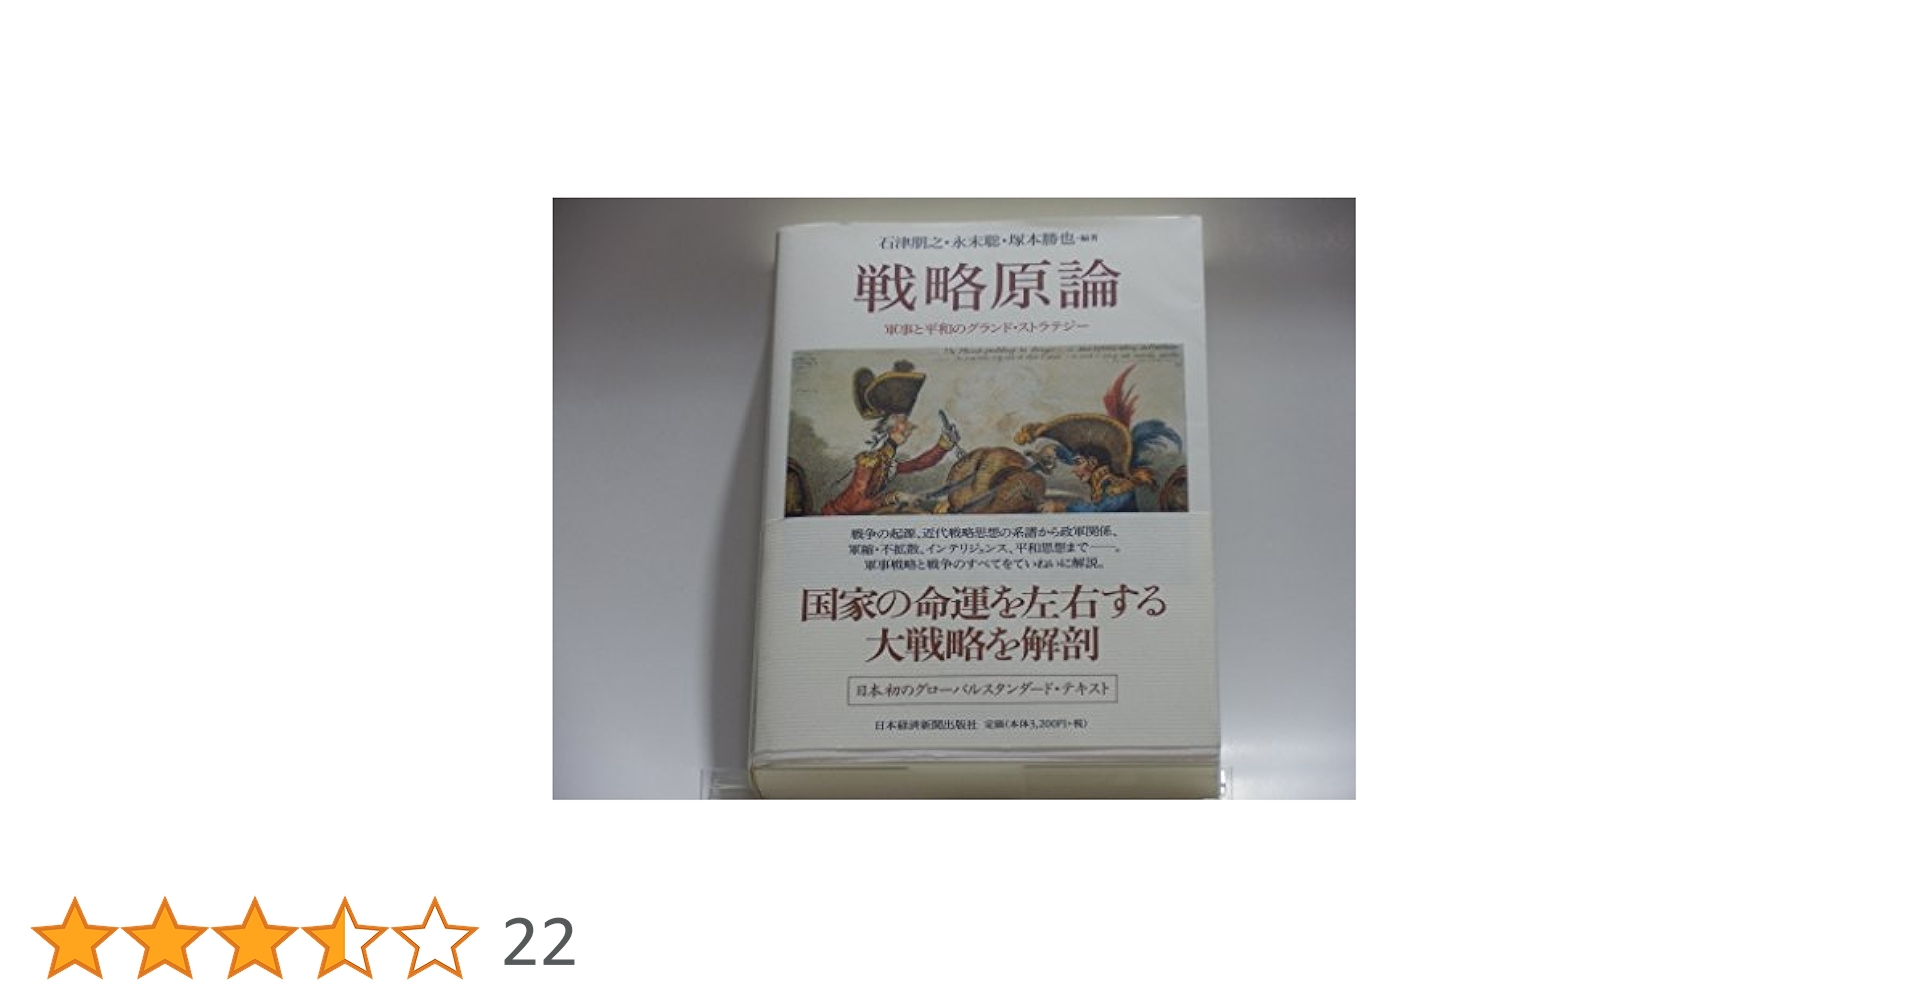 石津朋之・永末聡・塚本勝也・編著
戦略原論
軍事と平和のグランド・ストラテジー
戦争の起源、近代戦略思想の系譜から政軍関係、
軍縮・不拡散、インテリジェンス、平和思想まで――。
軍事戦略と戦争のすべてをていねいに解説。
国家の命運を左右する
大戦略を解剖
日本初のグローバルスタンダード・テキスト
日本経済新聞出版社 定価(本体3,200円+税)
22